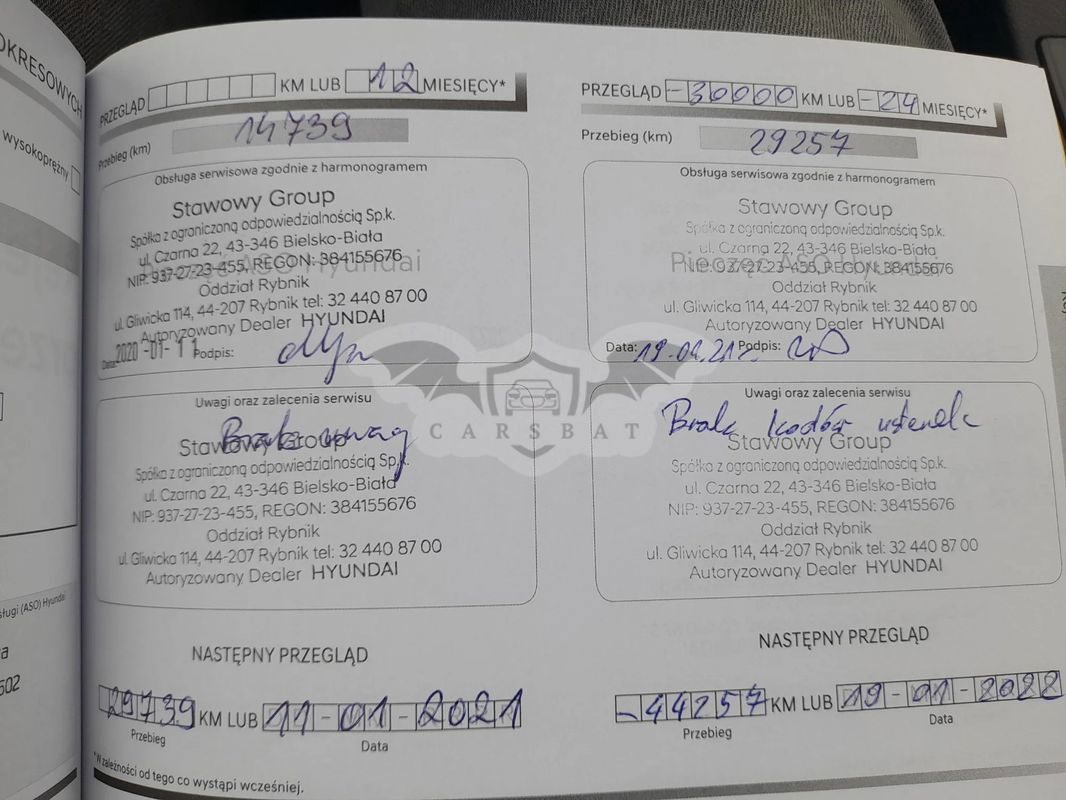 OKRESOWYCH
wysokoprężny
PRZEGLĄD KM LUB 12 MIESIĘCY*
Przebieg (km) 14739
Obsługa serwisowa zgodnie z harmonogramem
Stawowy Group
Spółka z ograniczoną odpowiedzialnością Sp.k.
ul. Czarna 22, 43-346 Bielsko-Biała
NIP: 937-27-23-455, REGON: 384155676
Oddział Rybnik
ul. Gliwicka 114, 44-207 Rybnik tel: 32 440 87 00
Autoryzowany Dealer HYUNDAI
Data: 2020-01-11 Podpis:
Uwagi oraz zalecenia serwisu
Brak uwag
Stawowy Group
Spółka z ograniczoną odpowiedzialnością Sp.k.
ul. Czarna 22, 43-346 Bielsko-Biała
NIP: 937-27-23-455, REGON: 384155676
Oddział Rybnik
ul. Gliwicka 114, 44-207 Rybnik tel: 32 440 87 00
Autoryzowany Dealer HYUNDAI
NASTĘPNY PRZEGLĄD
29739 KM LUB 11-01-2021
Przebieg Data
*W zależności od tego co wystąpi wcześniej.
PRZEGLĄD -30000 KM LUB -24 MIESIĘCY*
Przebieg (km) 29257
Obsługa serwisowa zgodnie z harmonogramem
Pieczęć ASO Hyundai
Stawowy Group
Spółka z ograniczoną odpowiedzialnością Sp.k.
ul. Czarna 22, 43-346 Bielsko-Biała
NIP: 937-27-23-455, REGON: 384155676
Oddział Rybnik
ul. Gliwicka 114, 44-207 Rybnik tel: 32 440 87 00
Autoryzowany Dealer HYUNDAI
Data: Podpis:
Uwagi oraz zalecenia serwisu
Brak kodów usterek
Stawowy Group
Spółka z ograniczoną odpowiedzialnością Sp.k.
ul. Czarna 22, 43-346 Bielsko-Biała
NIP: 937-27-23-455, REGON: 384155676
Oddział Rybnik
ul. Gliwicka 114, 44-207 Rybnik tel: 32 440 87 00
Autoryzowany Dealer HYUNDAI
NASTĘPNY PRZEGLĄD
-44257 KM LUB 19-01-2022
Przebieg Data
CARSBAT
(ASO) Hyundai
502